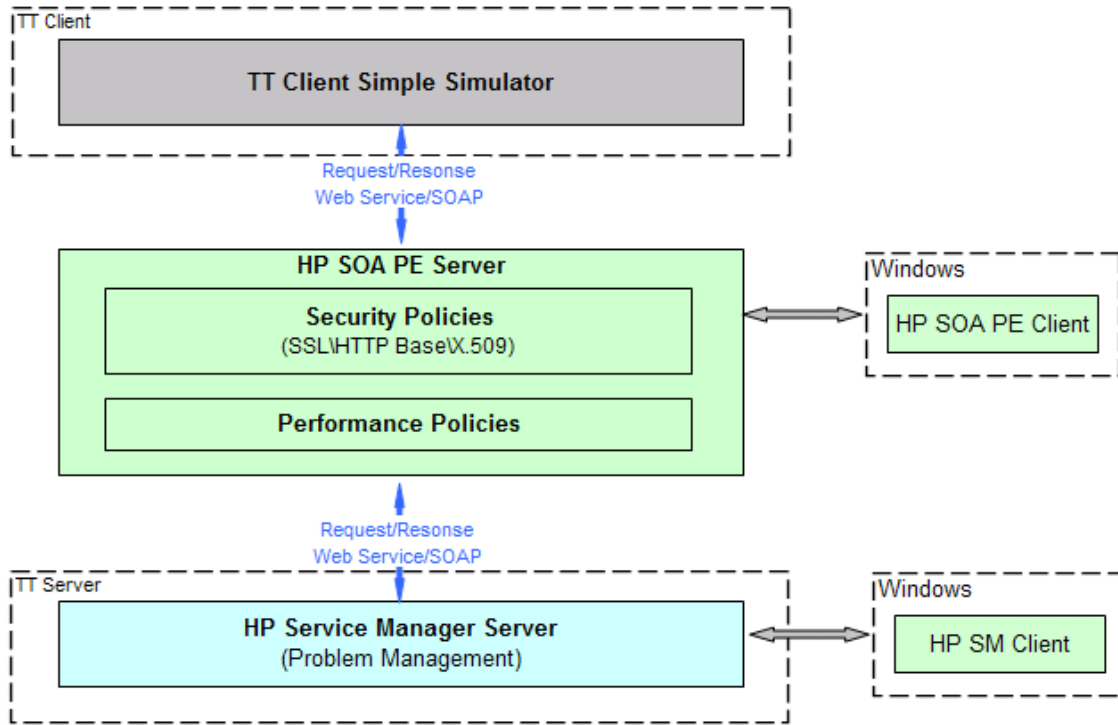 TT Client
TT Client Simple Simulator
Request/Resonse
Web Service/SOAP
HP SOA PE Server
Security Policies
(SSL\HTTP Base\X.509)
Performance Policies
Windows
HP SOA PE Client
Request/Resonse
Web Service/SOAP
TT Server
HP Service Manager Server
(Problem Management)
Windows
HP SM Client